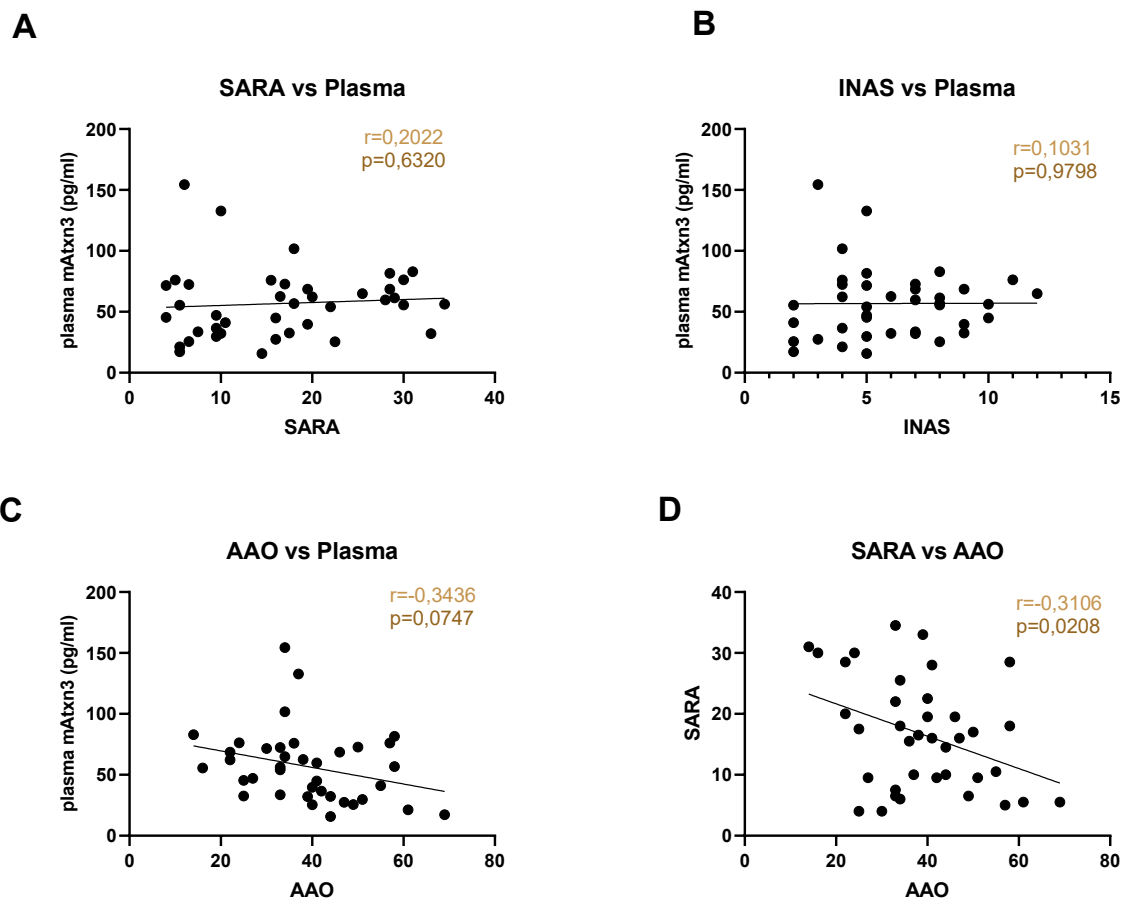 A
SARA vs Plasma
r=0,2022
p=0,6320
200
150
100
50
0
plasma mAtxn3 (pg/ml)
0 10 20 30 40
SARA
B
INAS vs Plasma
r=0,1031
p=0,9798
200
150
100
50
0
plasma mAtxn3 (pg/ml)
0 5 10 15
INAS
C
AAO vs Plasma
r=-0,3436
p=0,0747
200
150
100
50
0
plasma mAtxn3 (pg/ml)
0 20 40 60 80
AAO
D
SARA vs AAO
r=-0,3106
p=0,0208
40
30
20
10
0
SARA
0 20 40 60 80
AAO